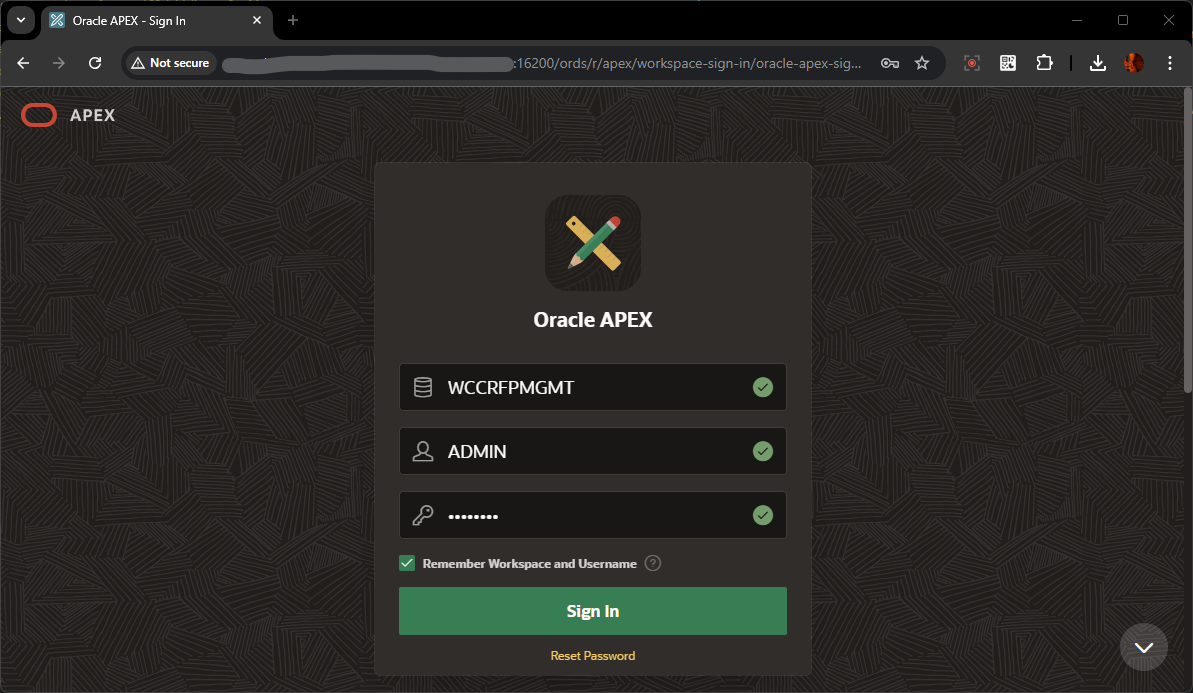 Oracle APEX - Sign In
Not secure
:16200/ords/r/apex/workspace-sign-in/oracle-apex-sig...
APEX
Oracle APEX
WCCRFPMGMT
ADMIN
••••••••
Remember Workspace and Username ?
Sign In
Reset Password